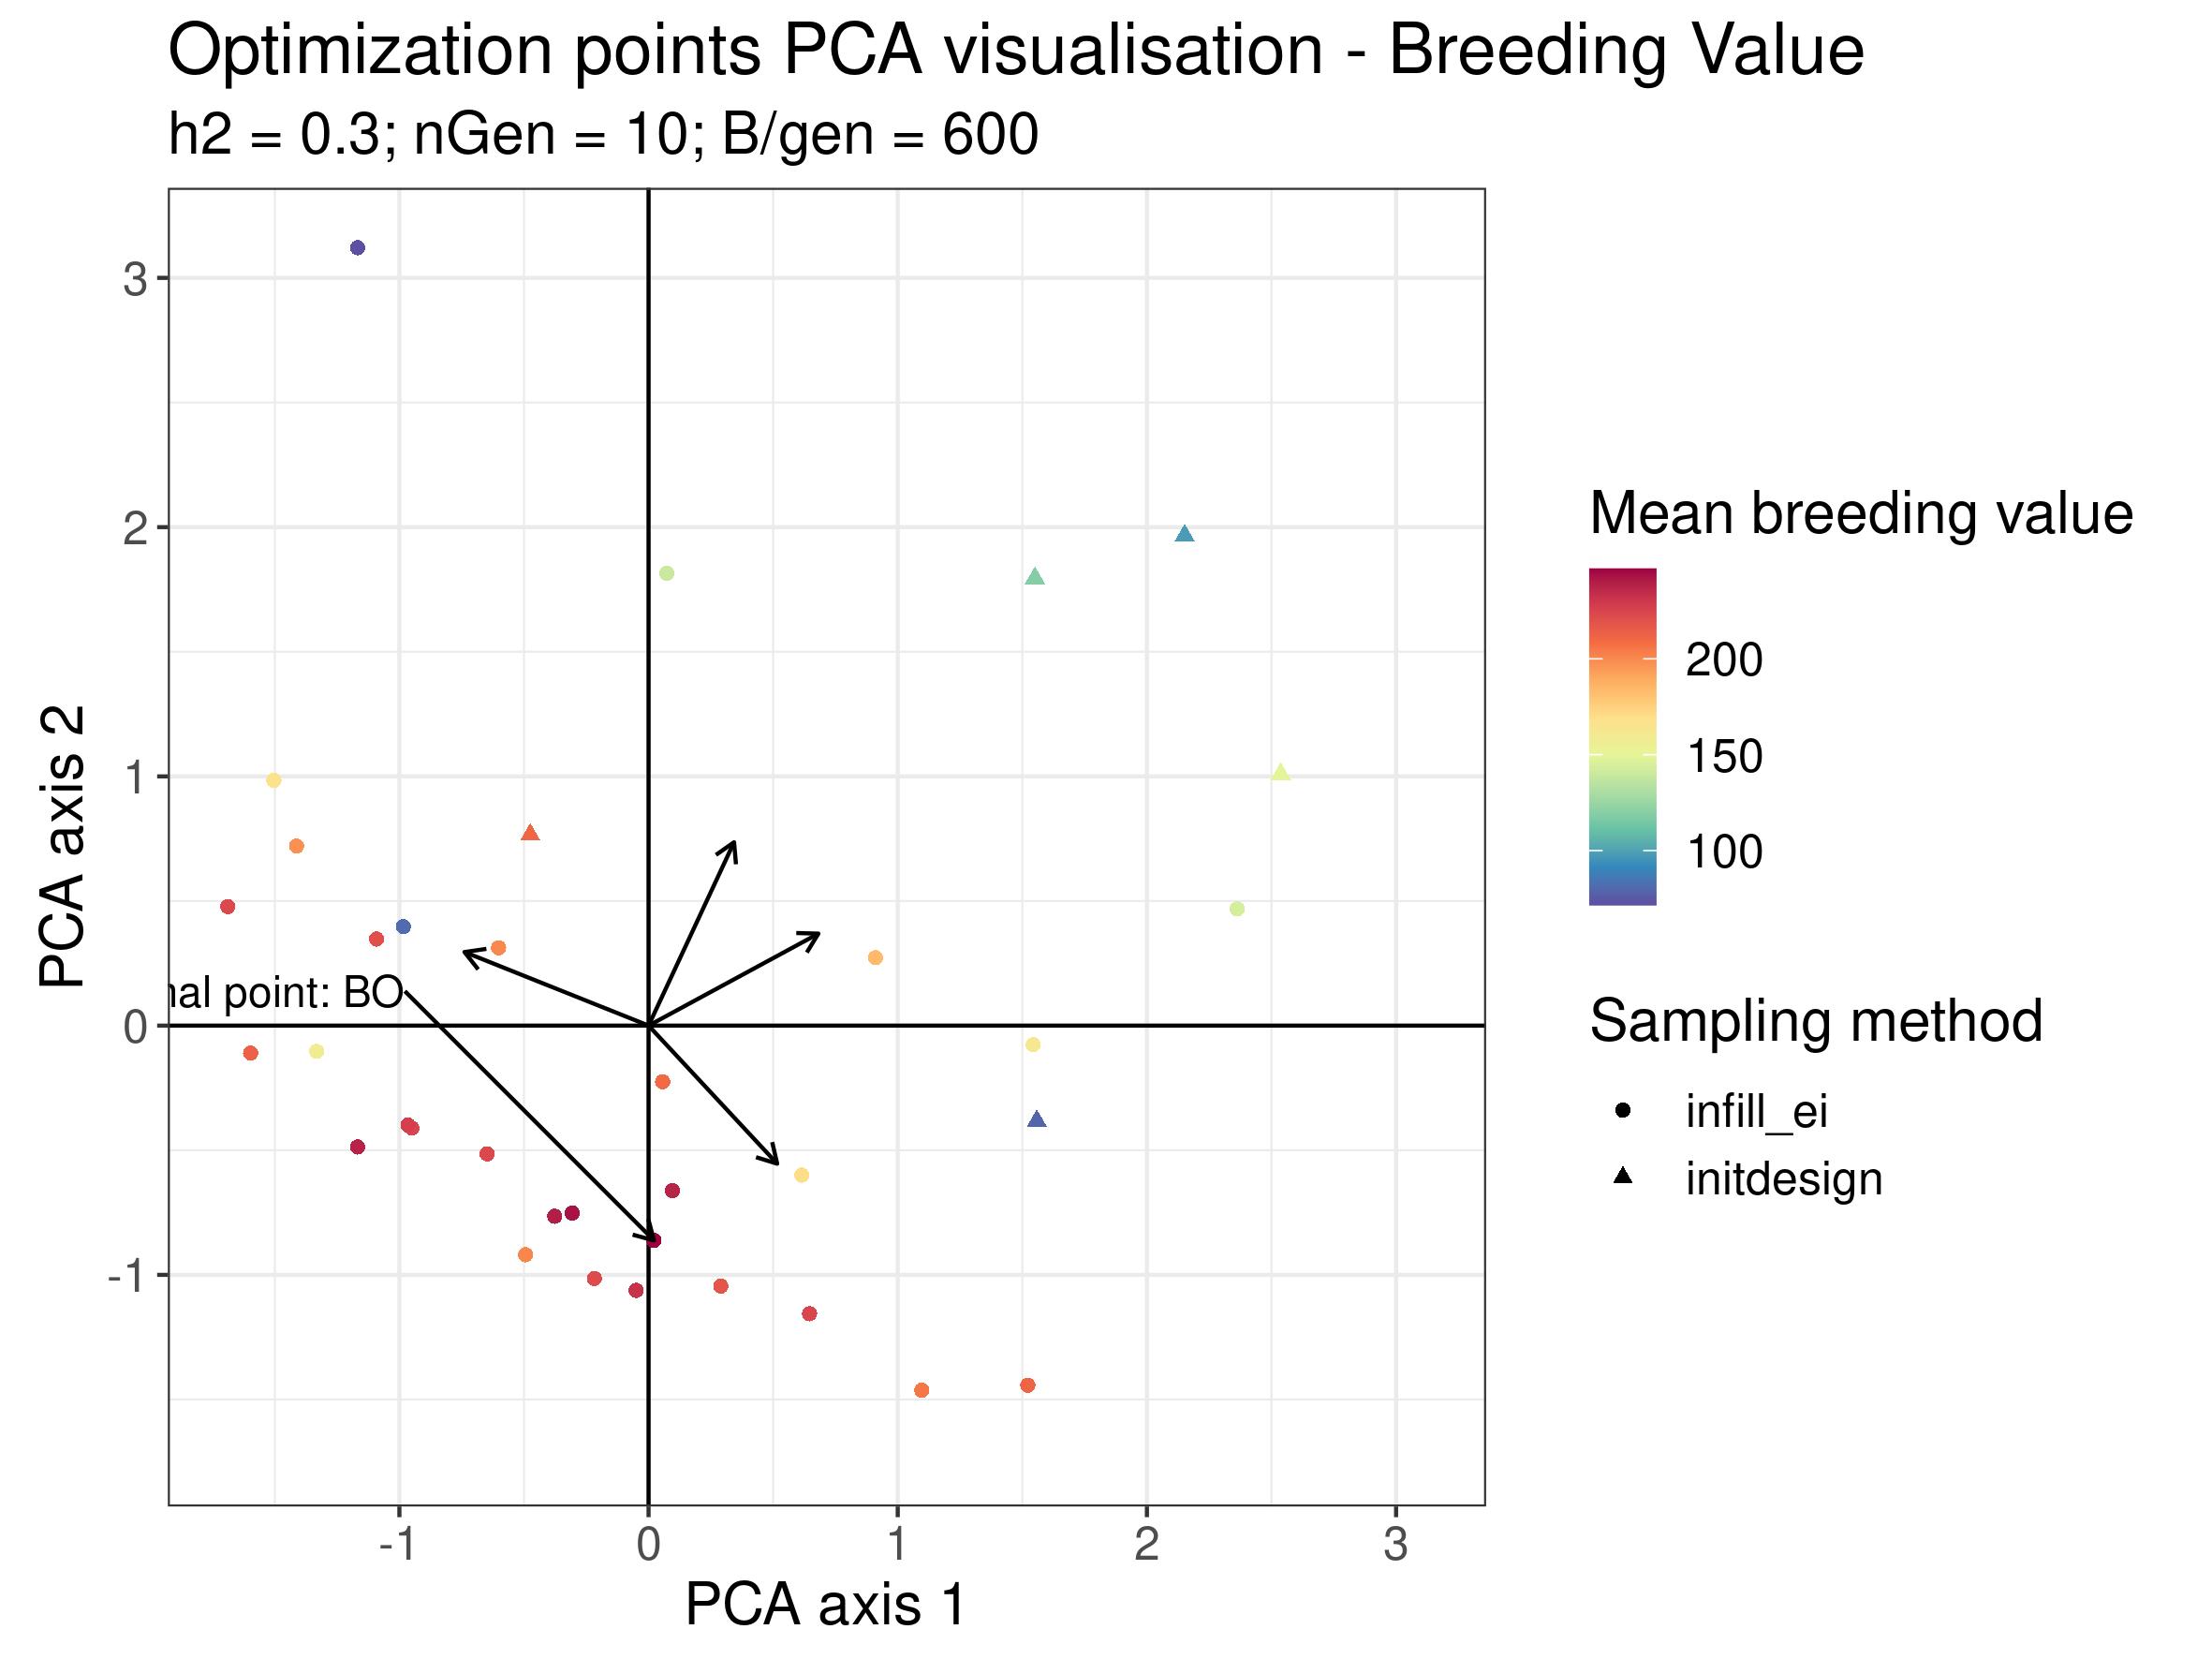 Optimization points PCA visualisation - Breeding Value
h2 = 0.3; nGen = 10; B/gen = 600
3
2
1
0
-1
PCA axis 2
nal point: BO
-1
0
1
2
3
PCA axis 1
Mean breeding value
200
150
100
Sampling method
infill_ei
initdesign